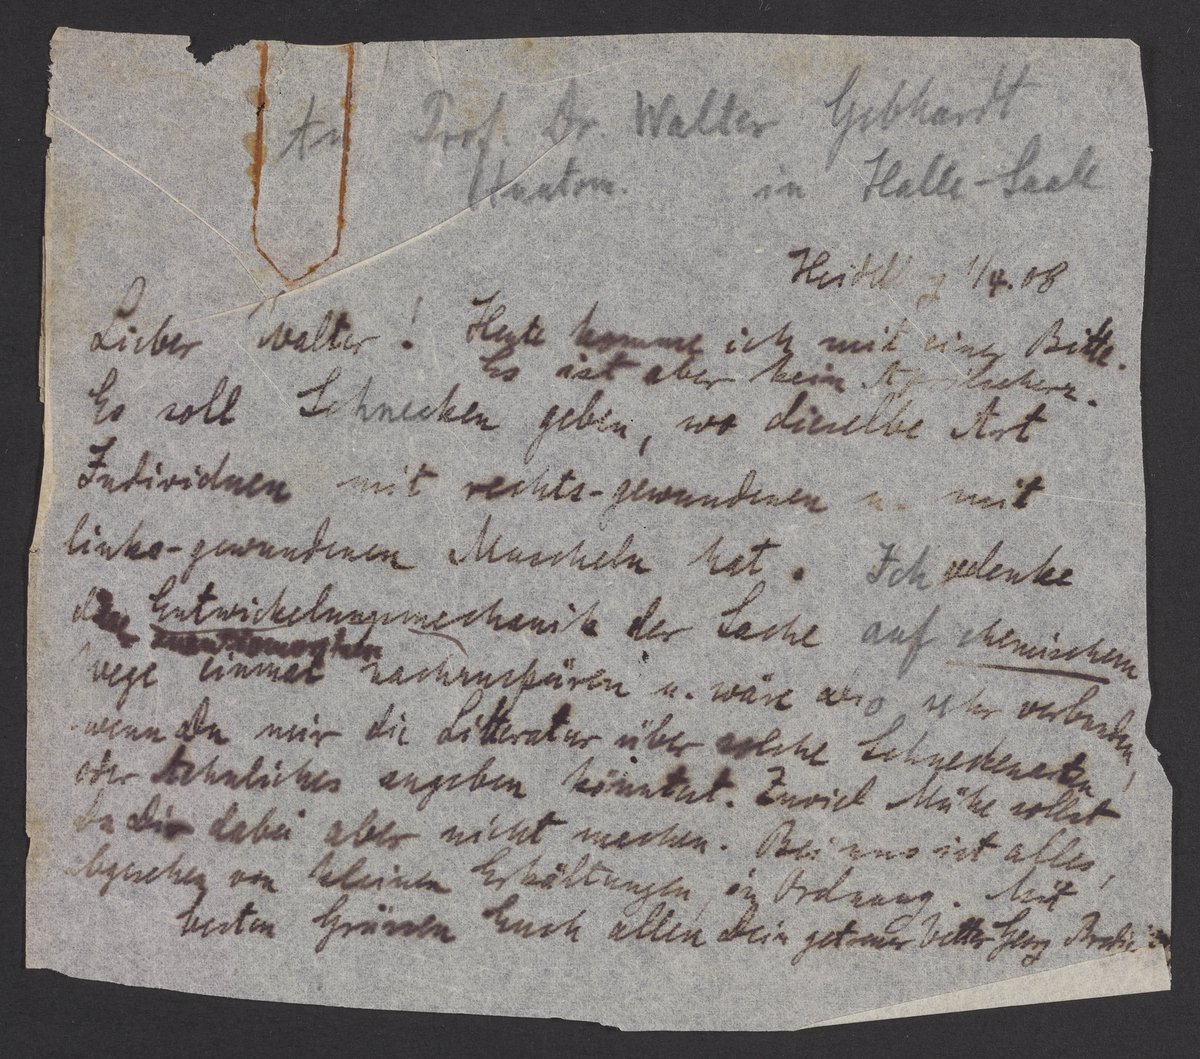 An Prof. Dr. Walter Gebhardt
Anatom. in Halle-Saale
Heidelbg 1/4.08
Lieber Walter! Heute komme ich mit einer Bitte.
Es ist aber kein Aprilscherz.
Es soll Schnecken geben, wo dieselbe Art
Individuen mit rechts-gewundenen u. mit
links-gewundenen Muscheln hat. Ich gedenke
der Entwickelungsmechanik der Sache auf chemischem
enantiomorphen
Wege einmal nachzuspüren u. wäre also sehr verbunden,
wenn Du mir die Litteratur über solche Schneckenarten
oder Aehnliches angeben könntest. Zuviel Mühe sollst
Du Dir dabei aber nicht machen. Bei uns ist alles,
abgesehen von kleinen Erkältungen, in Ordnung. Mit
besten Grüssen Euch allen Dein getreuer Vetter Georg